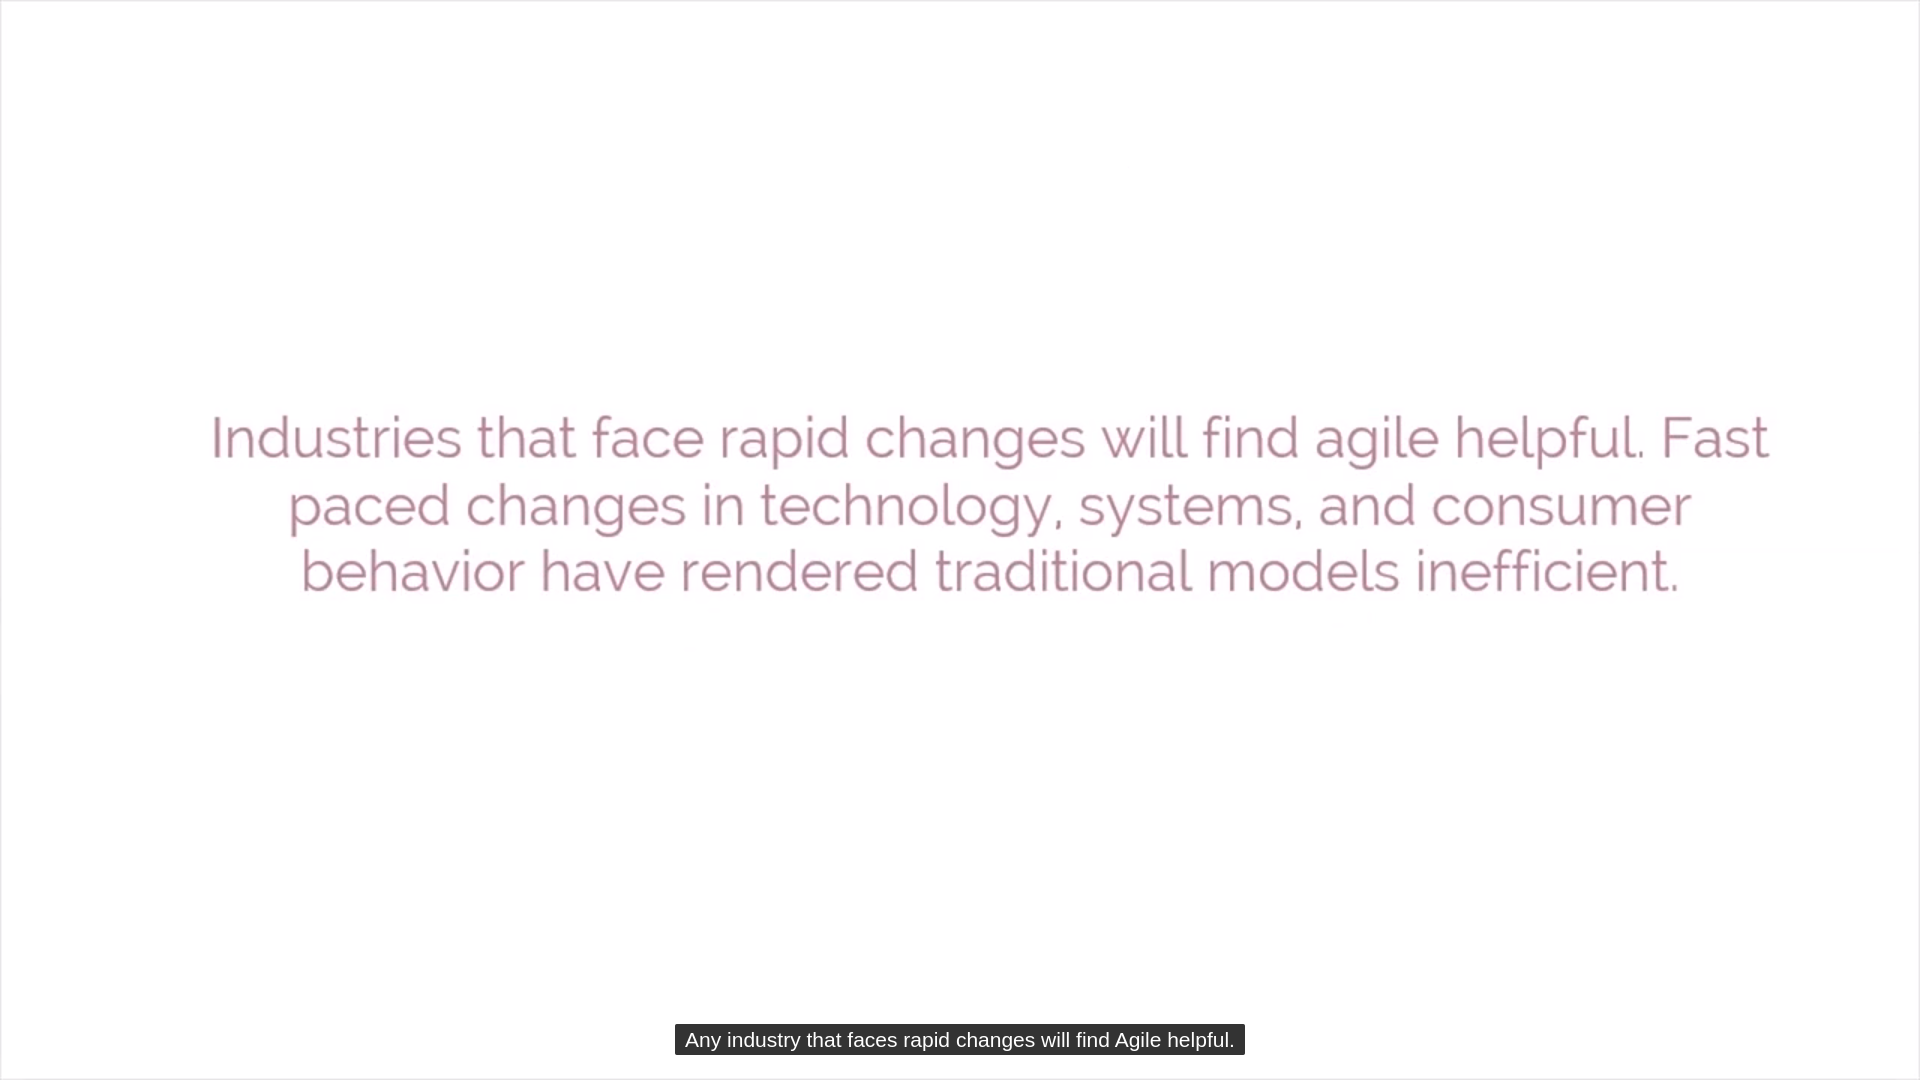 Industries that face rapid changes will find agile helpful. Fast
paced changes in technology, systems, and consumer
behavior have rendered traditional models inefficient.
Any industry that faces rapid changes will find Agile helpful.